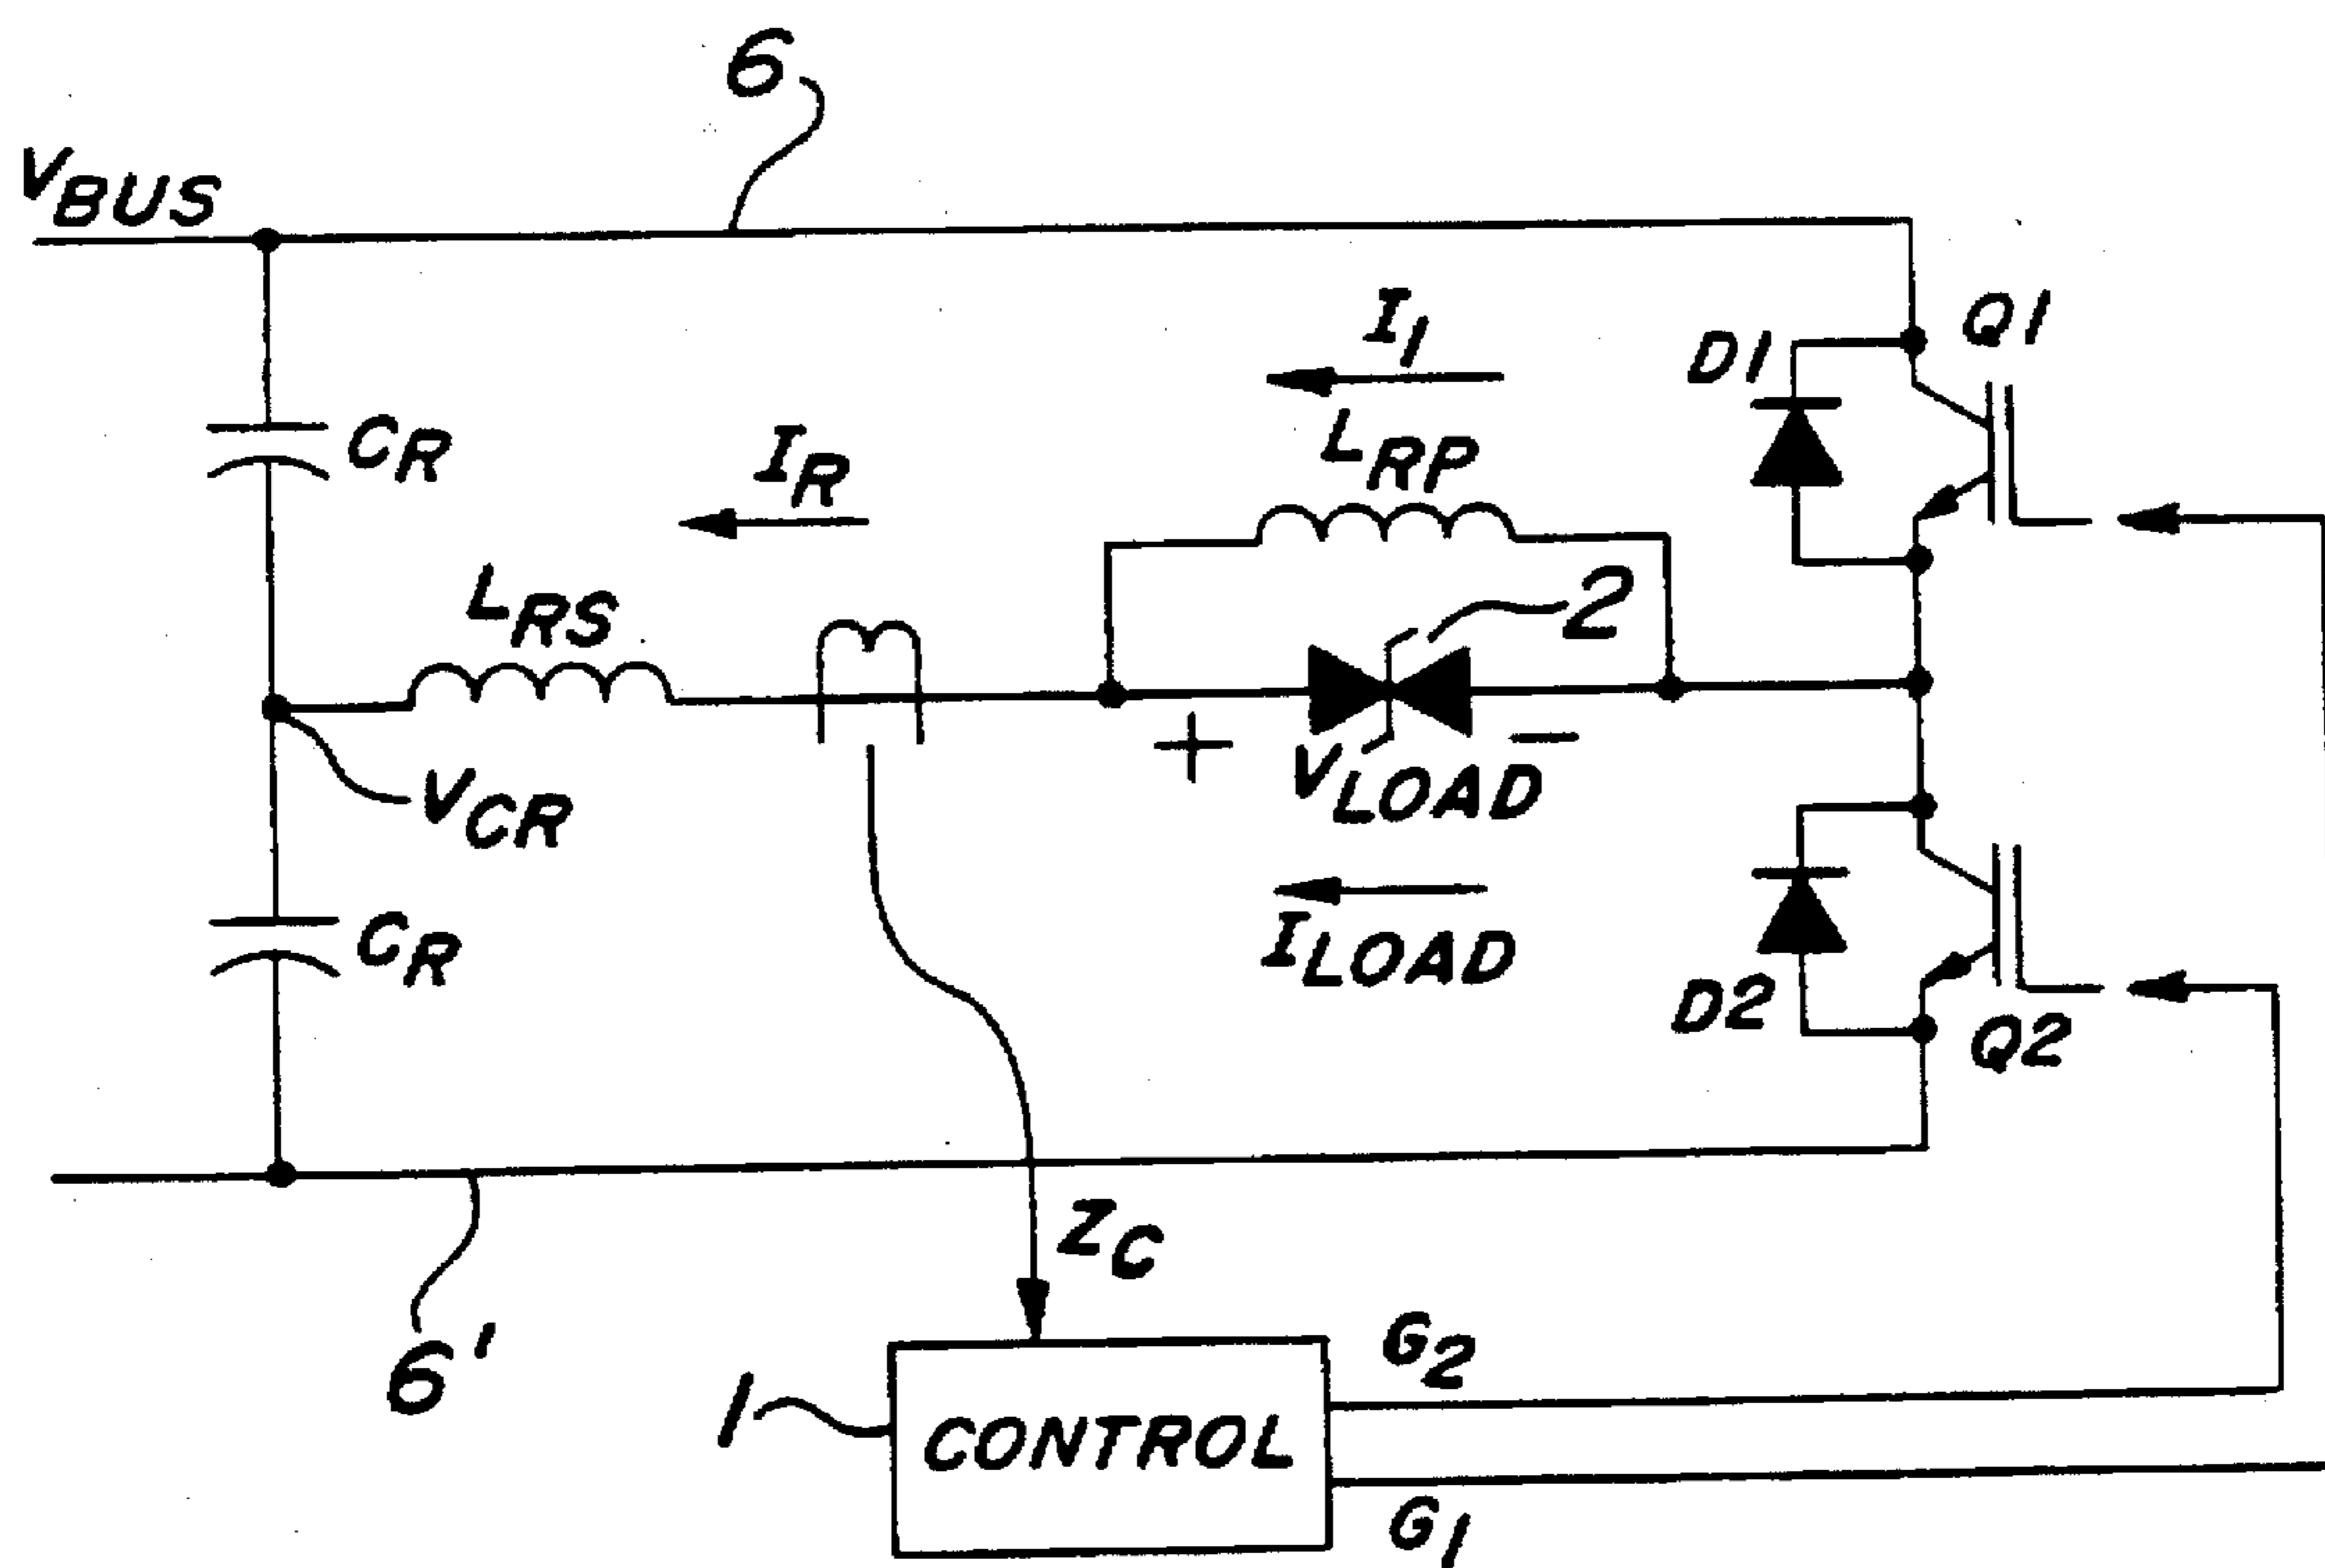 6
VBUS
I1
Q1
D1
CR
IR
LRP
LRS
2
VCR
+
VLOAD
−
CR
ILOAD
D2
Q2
ZC
6'
G2
1
CONTROL
G1